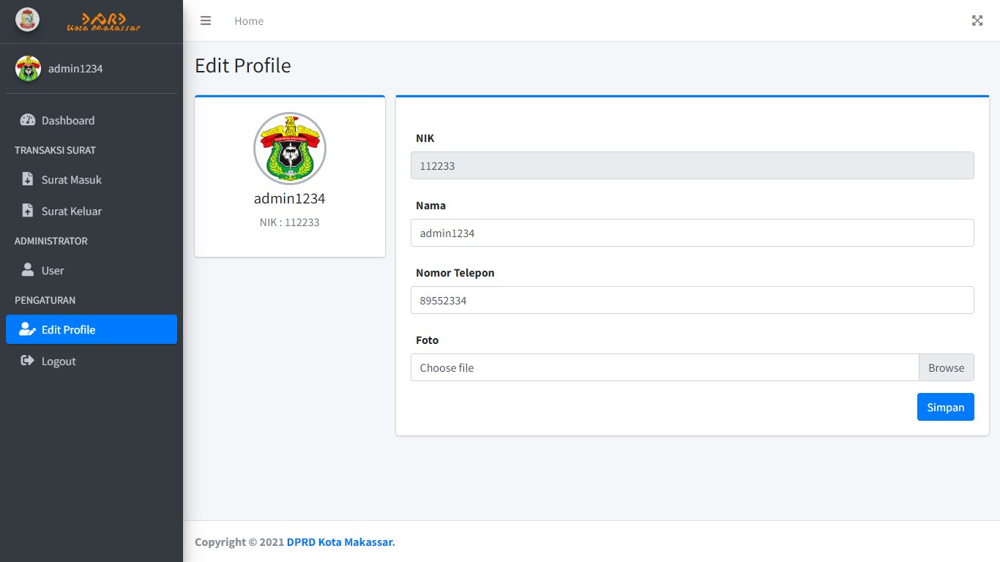 DPRD
Kota Makassar
Home
admin1234
Dashboard
TRANSAKSI SURAT
Surat Masuk
Surat Keluar
ADMINISTRATOR
User
PENGATURAN
Edit Profile
Logout
Edit Profile
admin1234
NIK : 112233
NIK
112233
Nama
admin1234
Nomor Telepon
89552334
Foto
Choose file
Browse
Simpan
Copyright © 2021 DPRD Kota Makassar.